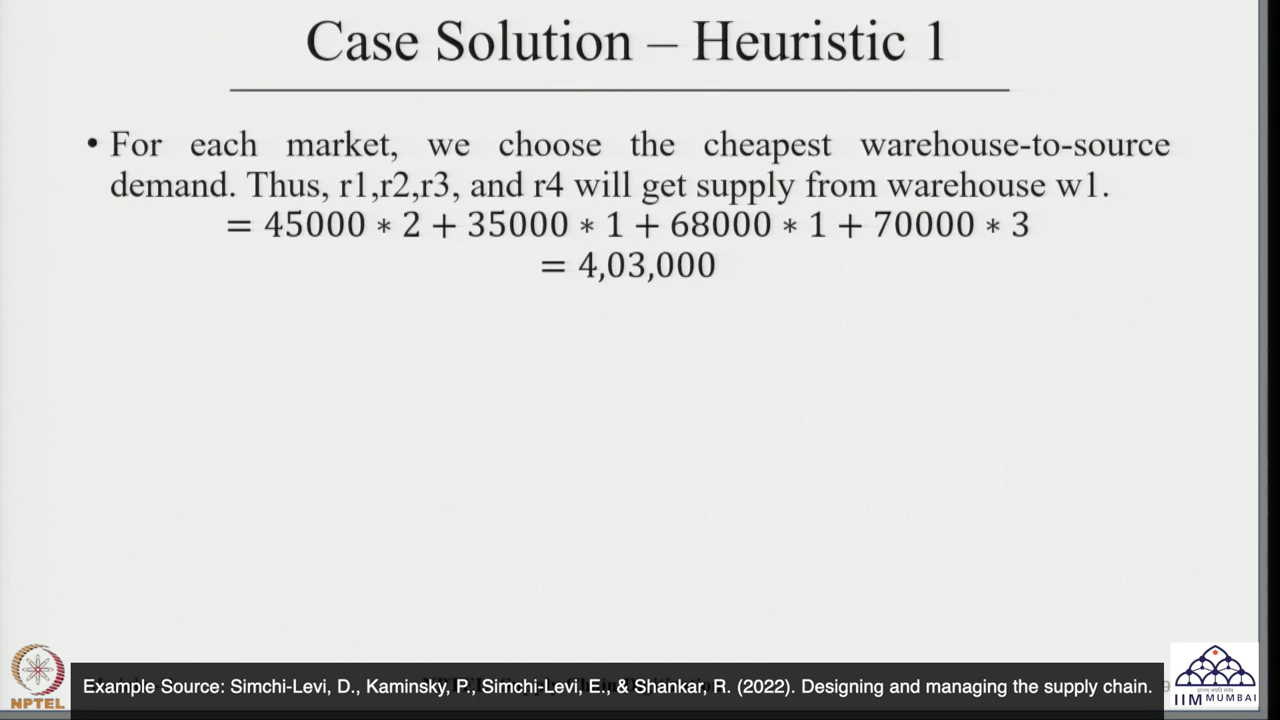 Case Solution – Heuristic 1
• For each market, we choose the cheapest warehouse-to-source
demand. Thus, r1,r2,r3, and r4 will get supply from warehouse w1.
= 45000 ∗ 2 + 35000 ∗ 1 + 68000 ∗ 1 + 70000 ∗ 3
= 4,03,000
Example Source: Simchi-Levi, D., Kaminsky, P., Simchi-Levi, E., & Shankar, R. (2022). Designing and managing the supply chain.
NPTEL
IIM MUMBAI